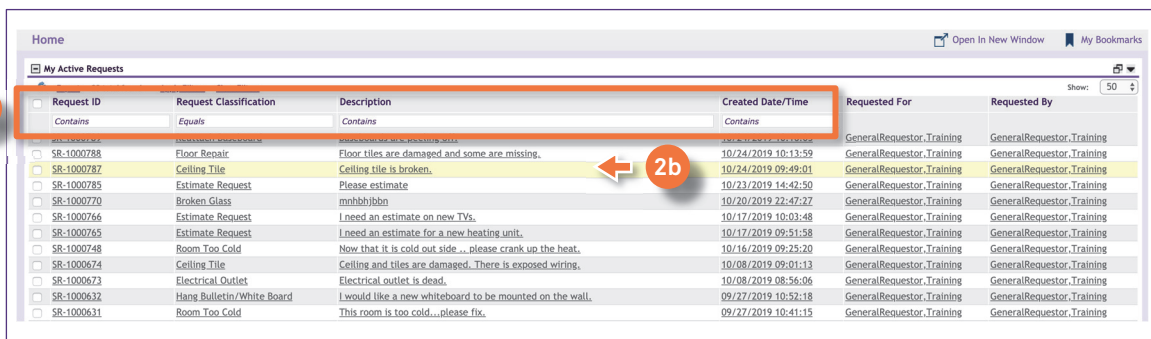 Home Open In New Window My Bookmarks
My Active Requests
Show: 50
Request ID Request Classification Description Created Date/Time Requested For Requested By
Contains Equals Contains Contains
GeneralRequestor,Training GeneralRequestor,Training
SR-1000788 Floor Repair Floor tiles are damaged and some are missing. 10/24/2019 10:13:59 GeneralRequestor,Training GeneralRequestor,Training
SR-1000787 Ceiling Tile Ceiling tile is broken. 2b 10/24/2019 09:49:01 GeneralRequestor,Training GeneralRequestor,Training
SR-1000785 Estimate Request Please estimate 10/23/2019 14:42:50 GeneralRequestor,Training GeneralRequestor,Training
SR-1000770 Broken Glass mnhbhjbbn 10/20/2019 22:47:27 GeneralRequestor,Training GeneralRequestor,Training
SR-1000766 Estimate Request I need an estimate on new TVs. 10/17/2019 10:03:48 GeneralRequestor,Training GeneralRequestor,Training
SR-1000765 Estimate Request I need an estimate for a new heating unit. 10/17/2019 09:51:58 GeneralRequestor,Training GeneralRequestor,Training
SR-1000748 Room Too Cold Now that it is cold out side .. please crank up the heat. 10/16/2019 09:25:20 GeneralRequestor,Training GeneralRequestor,Training
SR-1000674 Ceiling Tile Ceiling and tiles are damaged. There is exposed wiring. 10/08/2019 09:01:13 GeneralRequestor,Training GeneralRequestor,Training
SR-1000673 Electrical Outlet Electrical outlet is dead. 10/08/2019 08:56:06 GeneralRequestor,Training GeneralRequestor,Training
SR-1000632 Hang Bulletin/White Board I would like a new whiteboard to be mounted on the wall. 09/27/2019 10:52:18 GeneralRequestor,Training GeneralRequestor,Training
SR-1000631 Room Too Cold This room is too cold...please fix. 09/27/2019 10:41:15 GeneralRequestor,Training GeneralRequestor,Training